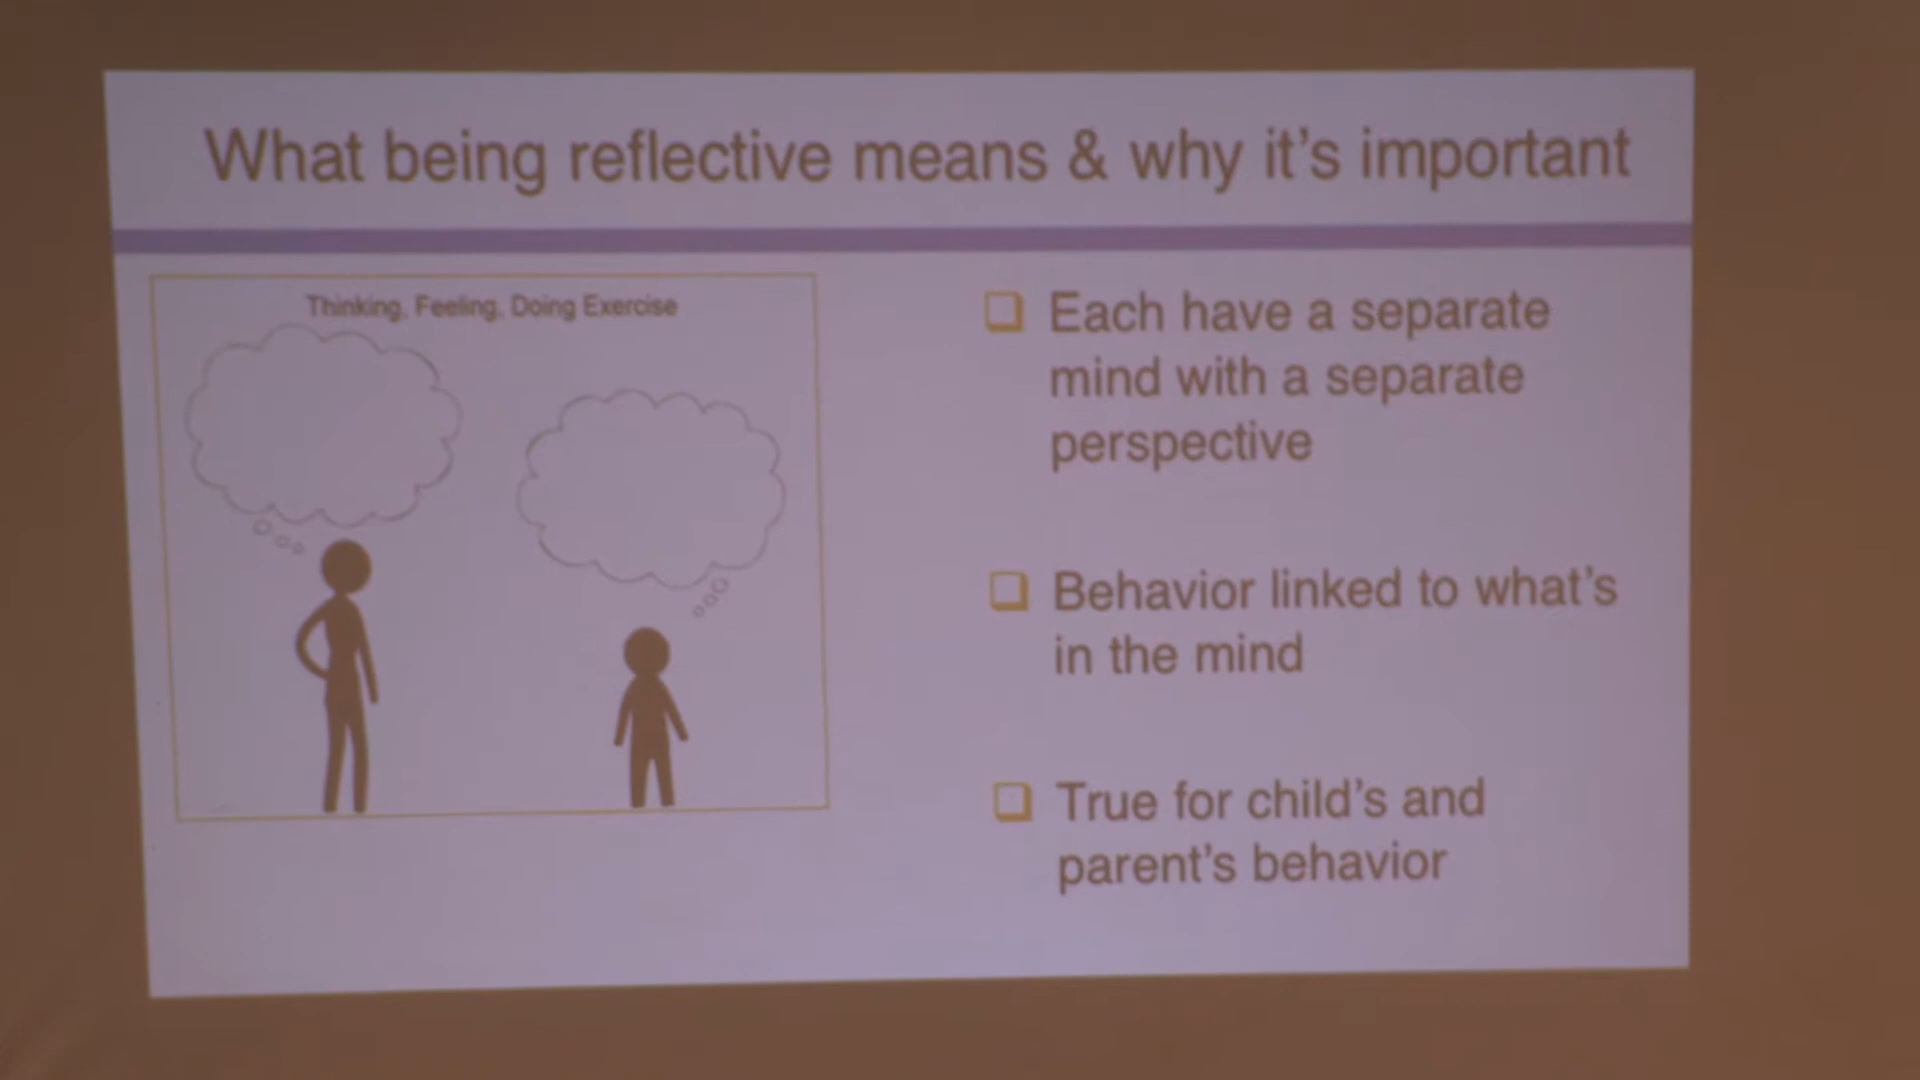 What being reflective means & why it's important
Thinking, Feeling, Doing Exercise
Each have a separate
mind with a separate
perspective
Behavior linked to what's
in the mind
True for child's and
parent's behavior